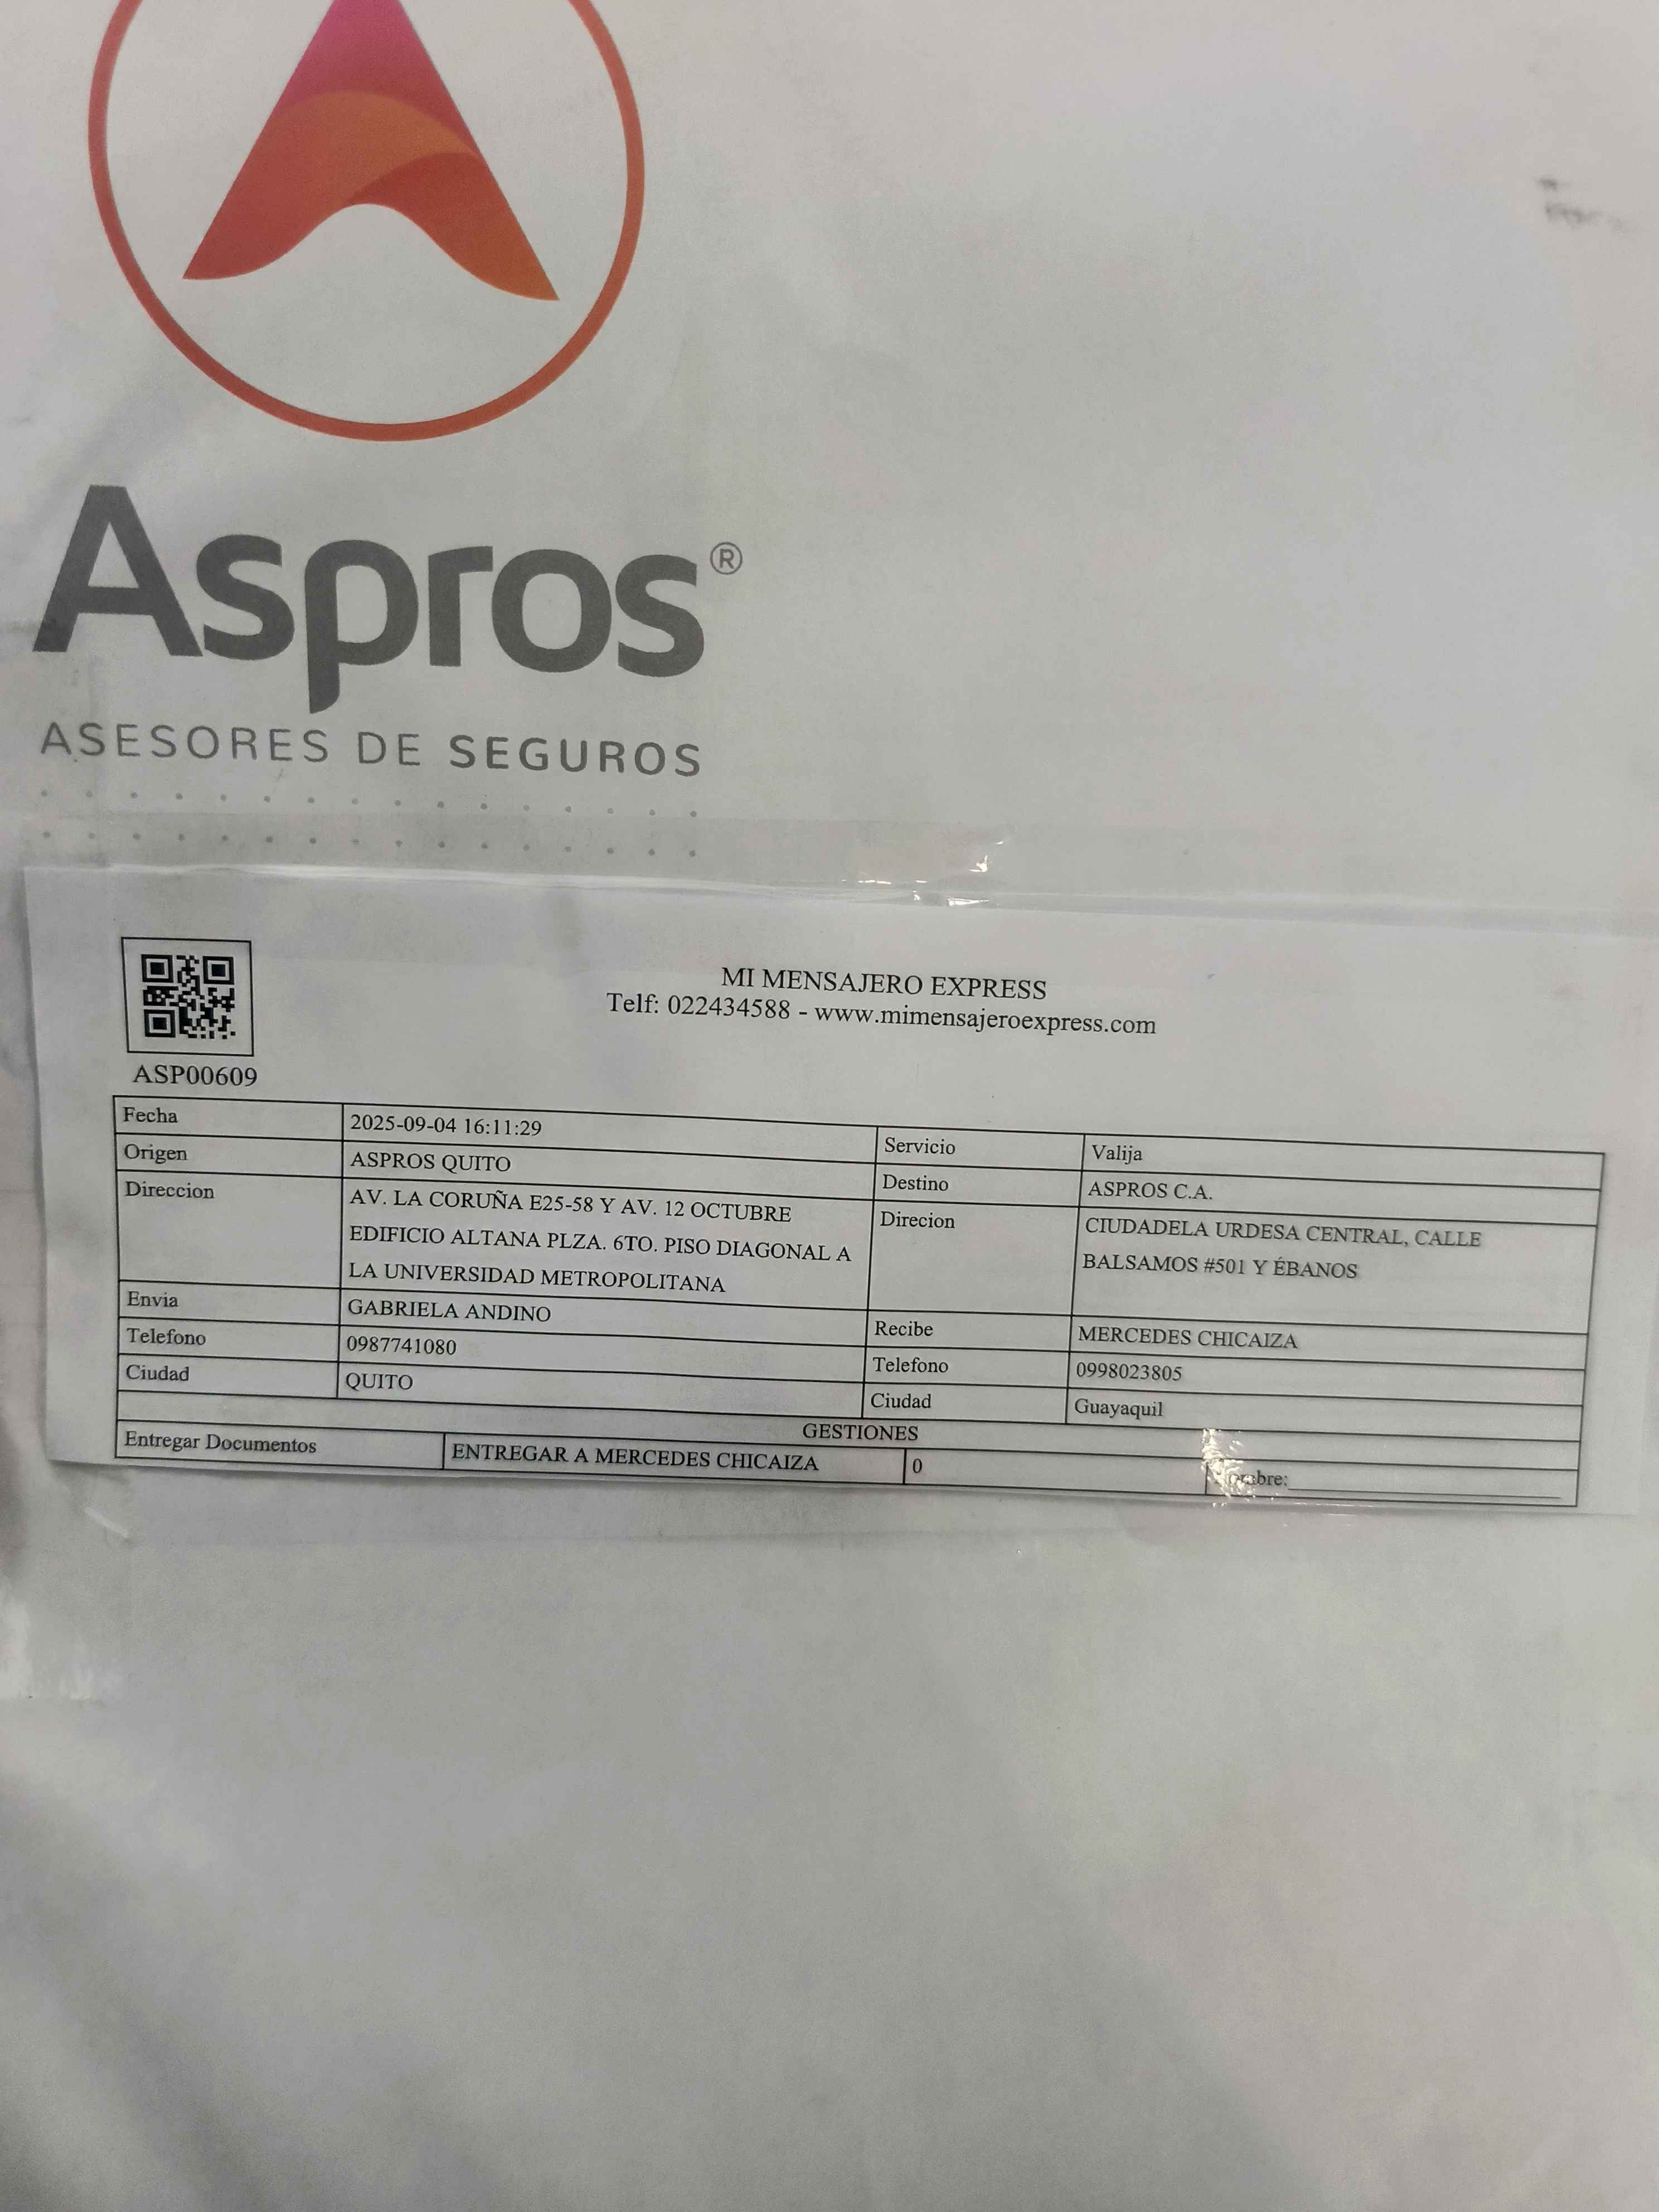 Aspros®
ASESORES DE SEGUROS
MI MENSAJERO EXPRESS
Telf: 022434588 - www.mimensajeroexpress.com
ASP00609
Fecha 2025-09-04 16:11:29 Servicio Valija
Origen ASPROS QUITO Destino ASPROS C.A.
Direccion AV. LA CORUÑA E25-58 Y AV. 12 OCTUBRE Direcion CIUDADELA URDESA CENTRAL, CALLE
EDIFICIO ALTANA PLZA. 6TO. PISO DIAGONAL A BALSAMOS #501 Y ÉBANOS
LA UNIVERSIDAD METROPOLITANA
Envia GABRIELA ANDINO Recibe MERCEDES CHICAIZA
Telefono 0987741080 Telefono 0998023805
Ciudad QUITO Ciudad Guayaquil
GESTIONES
Entregar Documentos ENTREGAR A MERCEDES CHICAIZA 0